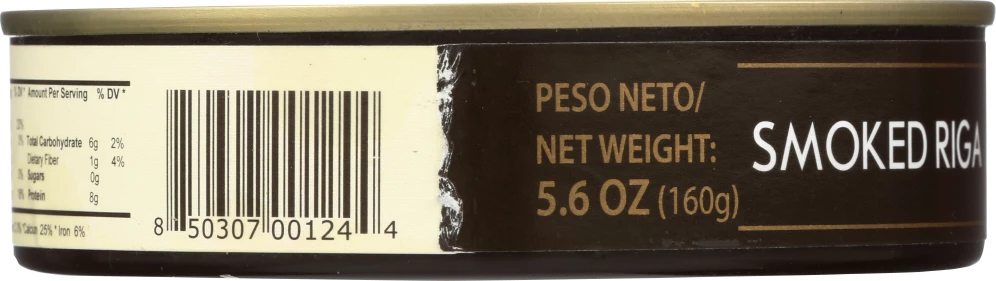 Amount Per Serving % DV *
Total Carbohydrate 6g 2%
Dietary Fiber 1g 4%
Sugars 0g
Protein 8g
Calcium 25% * Iron 6%
8 50307 00124 4
PESO NETO/
NET WEIGHT:
5.6 OZ (160g)
SMOKED RIGA